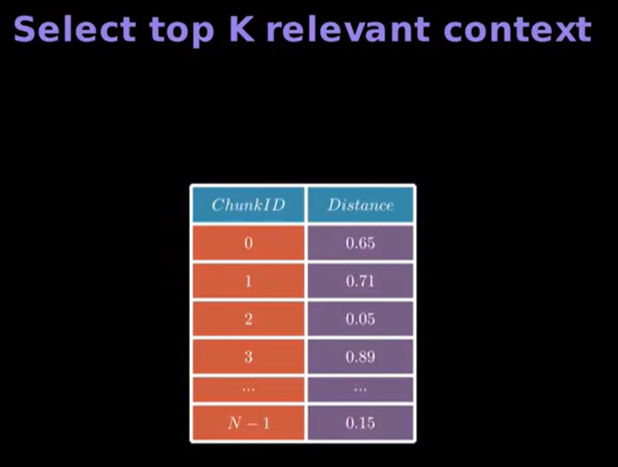 Select top K relevant context
ChunkID Distance
0 0.65
1 0.71
2 0.05
3 0.89
... ...
N − 1 0.15